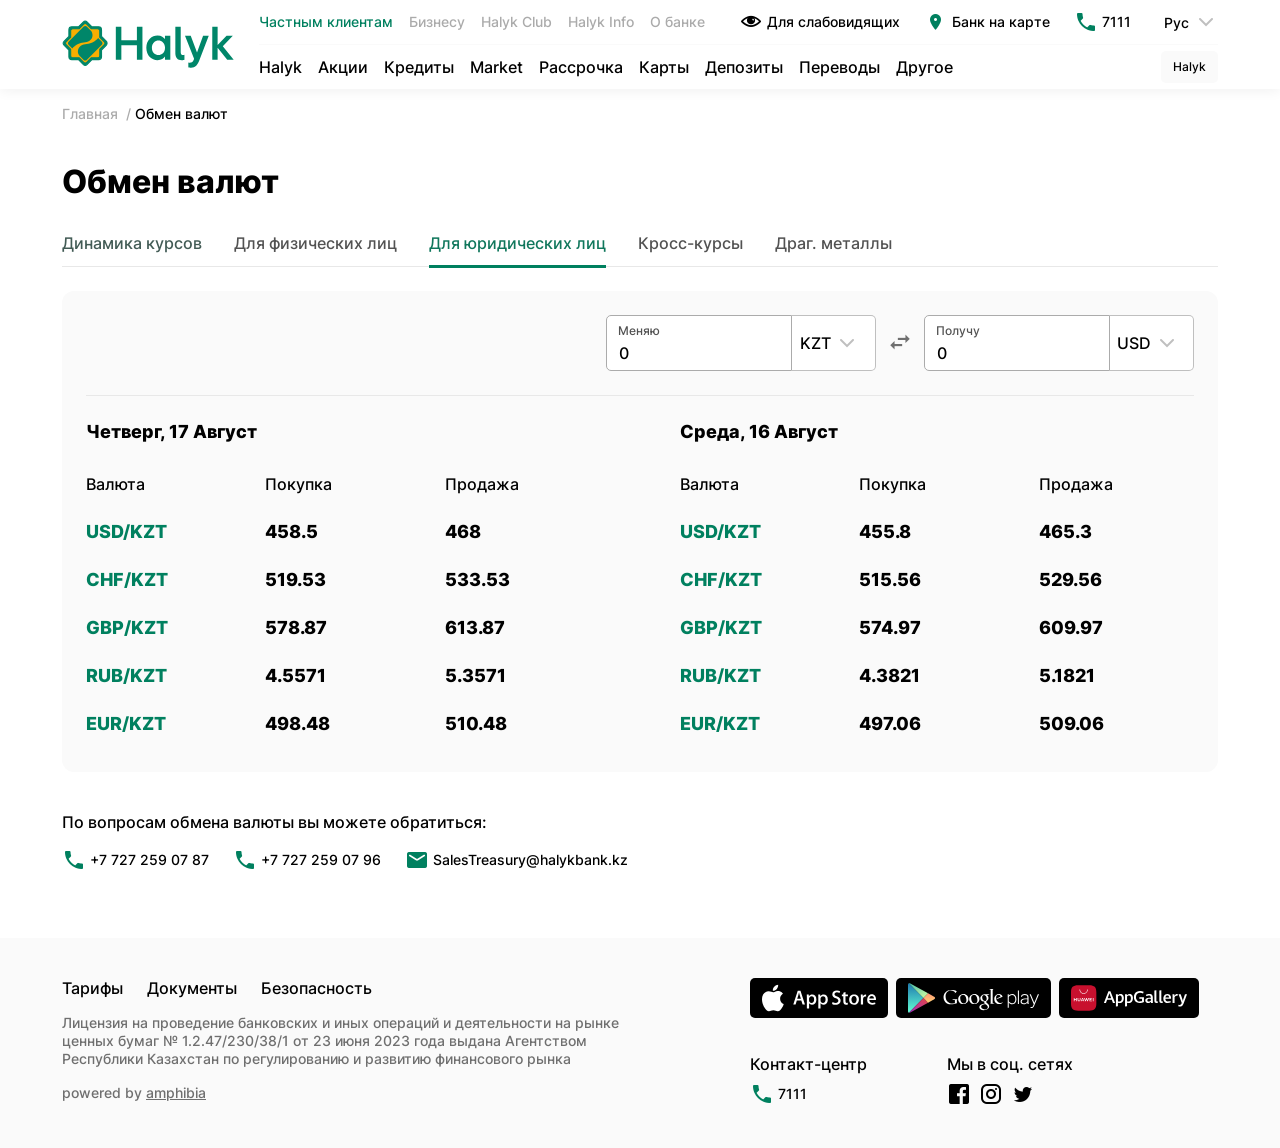 Halyk
Частным клиентам Бизнесу Halyk Club Halyk Info О банке Для слабовидящих Банк на карте 7111 Рус
Halyk Акции Кредиты Market Рассрочка Карты Депозиты Переводы Другое Halyk
Главная / Обмен валют
Обмен валют
Динамика курсов Для физических лиц Для юридических лиц Кросс-курсы Драг. металлы
Меняю Получу
0 KZT 0 USD
Четверг, 17 Август Среда, 16 Август
Валюта Покупка Продажа Валюта Покупка Продажа
USD/KZT 458.5 468 USD/KZT 455.8 465.3
CHF/KZT 519.53 533.53 CHF/KZT 515.56 529.56
GBP/KZT 578.87 613.87 GBP/KZT 574.97 609.97
RUB/KZT 4.5571 5.3571 RUB/KZT 4.3821 5.1821
EUR/KZT 498.48 510.48 EUR/KZT 497.06 509.06
По вопросам обмена валюты вы можете обратиться:
+7 727 259 07 87 +7 727 259 07 96 SalesTreasury@halykbank.kz
Тарифы Документы Безопасность
Лицензия на проведение банковских и иных операций и деятельности на рынке
ценных бумаг № 1.2.47/230/38/1 от 23 июня 2023 года выдана Агентством
Республики Казахстан по регулированию и развитию финансового рынка
powered by amphibia
App Store Google play HUAWEI AppGallery
Контакт-центр Мы в соц. сетях
7111